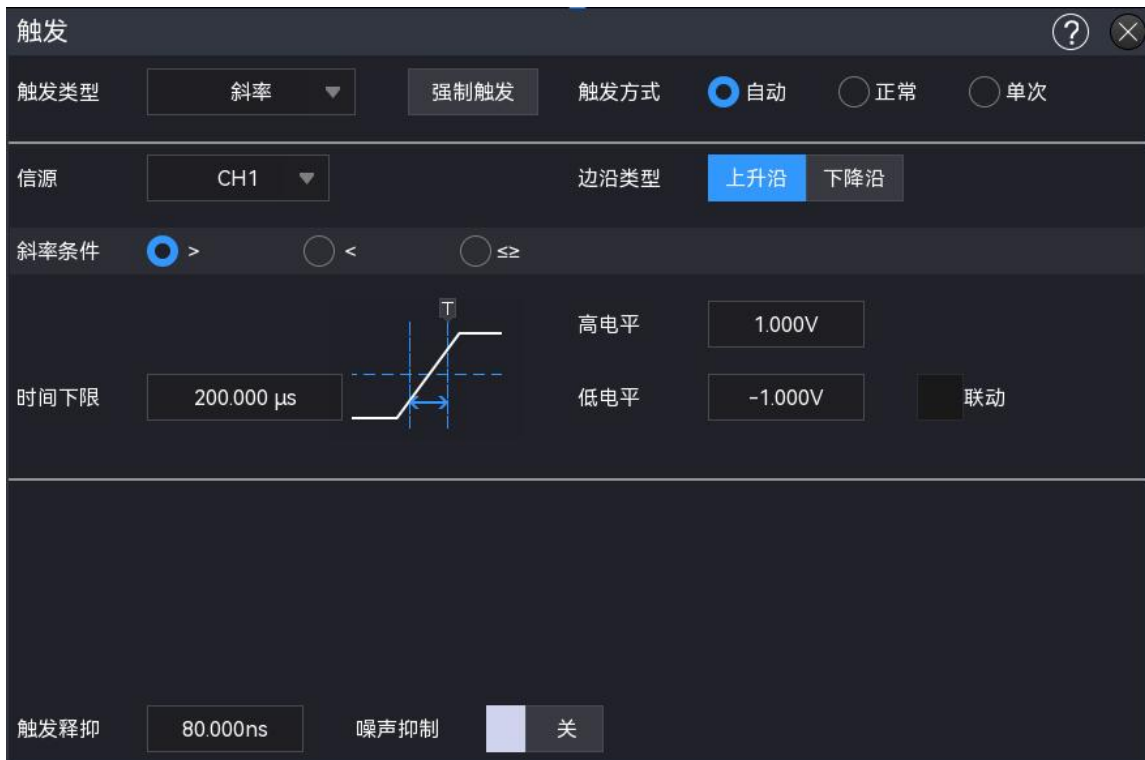 触发
触发类型 斜率 强制触发 触发方式 自动 正常 单次
信源 CH1 边沿类型 上升沿 下降沿
斜率条件 > < ≤≥
T
高电平 1.000V
时间下限 200.000 μs 低电平 -1.000V 联动
触发释抑 80.000ns 噪声抑制 关